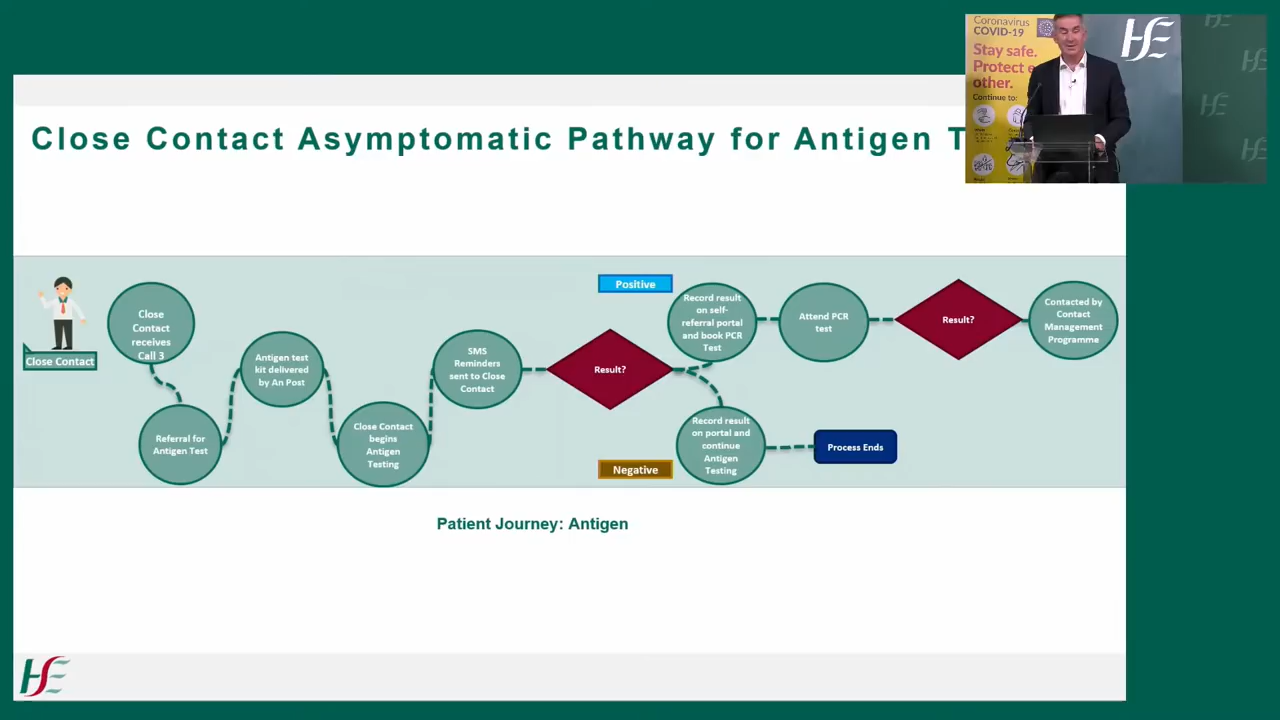 Close Contact Asymptomatic Pathway for Antigen
Coronavirus
COVID-19
Stay safe.
Protect
other.
Continue to:
HSE
Close Contact
Close
Contact
receives
Call 3
Referral for
Antigen Test
Antigen test
kit delivered
by An Post
Close Contact
begins
Antigen
Testing
SMS
Reminders
sent to Close
Contact
Result?
Positive
Record result
on self-
referral portal
and book PCR
Test
Attend PCR
test
Result?
Contacted by
Contact
Management
Programme
Negative
Record result
on portal and
continue
Antigen
Testing
Process Ends
Patient Journey: Antigen
HSE